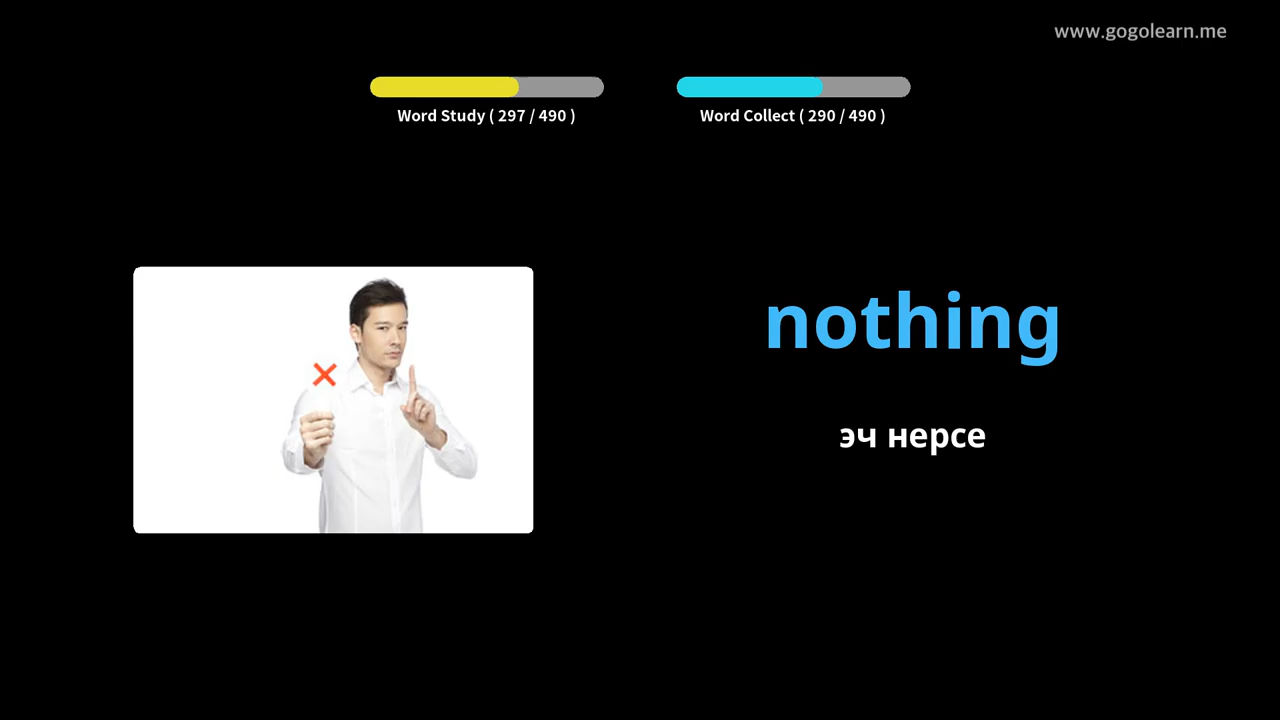 www.gogolearn.me
Word Study ( 297 / 490 )
Word Collect ( 290 / 490 )
nothing
эч нерсе